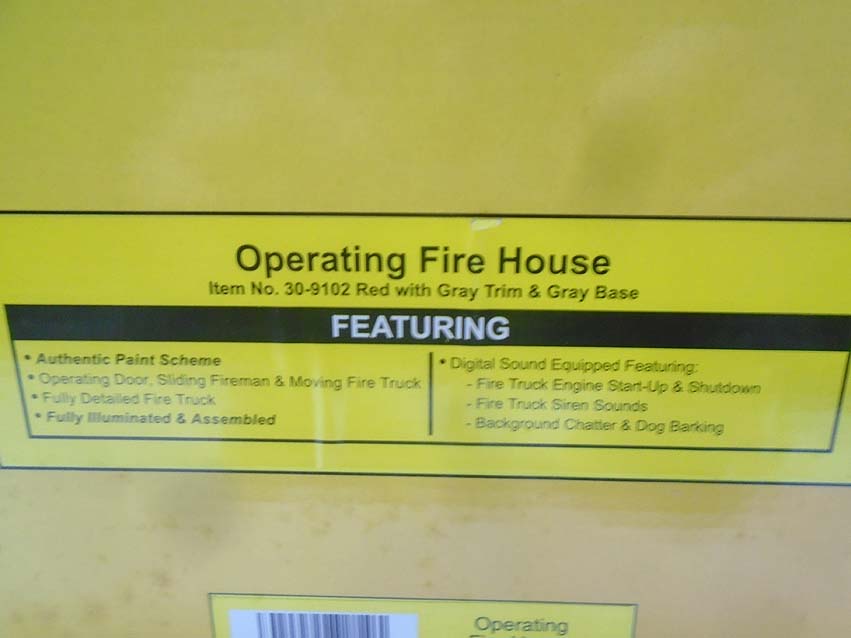 Operating Fire House
Item No. 30-9102 Red with Gray Trim & Gray Base
FEATURING
• Authentic Paint Scheme
• Operating Door, Sliding Fireman & Moving Fire Truck
• Fully Detailed Fire Truck
• Fully Illuminated & Assembled
• Digital Sound Equipped Featuring:
- Fire Truck Engine Start-Up & Shutdown
- Fire Truck Siren Sounds
- Background Chatter & Dog Barking
Operating